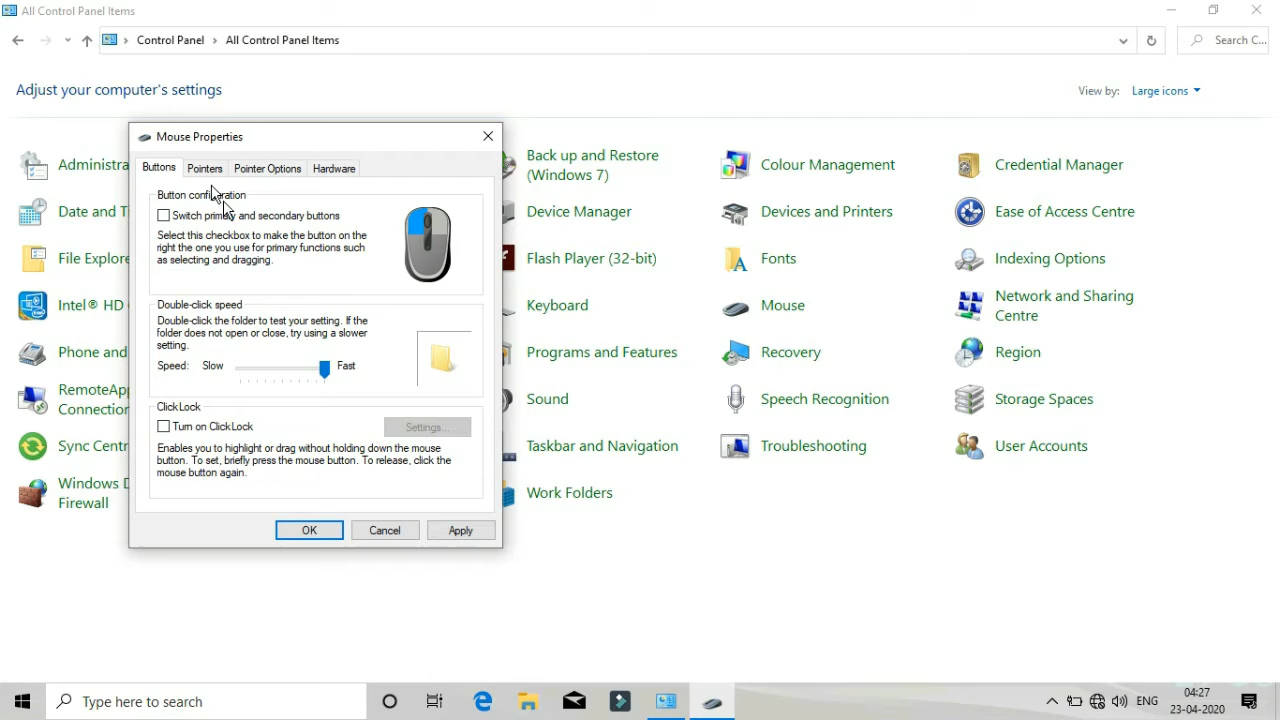 All Control Panel Items
Control Panel
All Control Panel Items
Search C...
Adjust your computer's settings
View by:
Large icons
Mouse Properties
Buttons
Pointers
Pointer Options
Hardware
Button configuration
Switch primary and secondary buttons
Select this checkbox to make the button on the
right the one you use for primary functions such
as selecting and dragging.
Double-click speed
Double-click the folder to test your setting. If the
folder does not open or close, try using a slower
setting.
Speed:
Slow
Fast
ClickLock
Turn on ClickLock
Settings...
Enables you to highlight or drag without holding down the mouse
button. To set, briefly press the mouse button. To release, click the
mouse button again.
OK
Cancel
Apply
Administra
Date and T
File Explore
Intel® HD
Phone and
RemoteApp
Connection
Sync Centr
Windows D
Firewall
Back up and Restore
(Windows 7)
Device Manager
Flash Player (32-bit)
Keyboard
Programs and Features
Sound
Taskbar and Navigation
Work Folders
Colour Management
Devices and Printers
Fonts
Mouse
Recovery
Speech Recognition
Troubleshooting
Credential Manager
Ease of Access Centre
Indexing Options
Network and Sharing
Centre
Region
Storage Spaces
User Accounts
Type here to search
ENG
04:27
23-04-2020